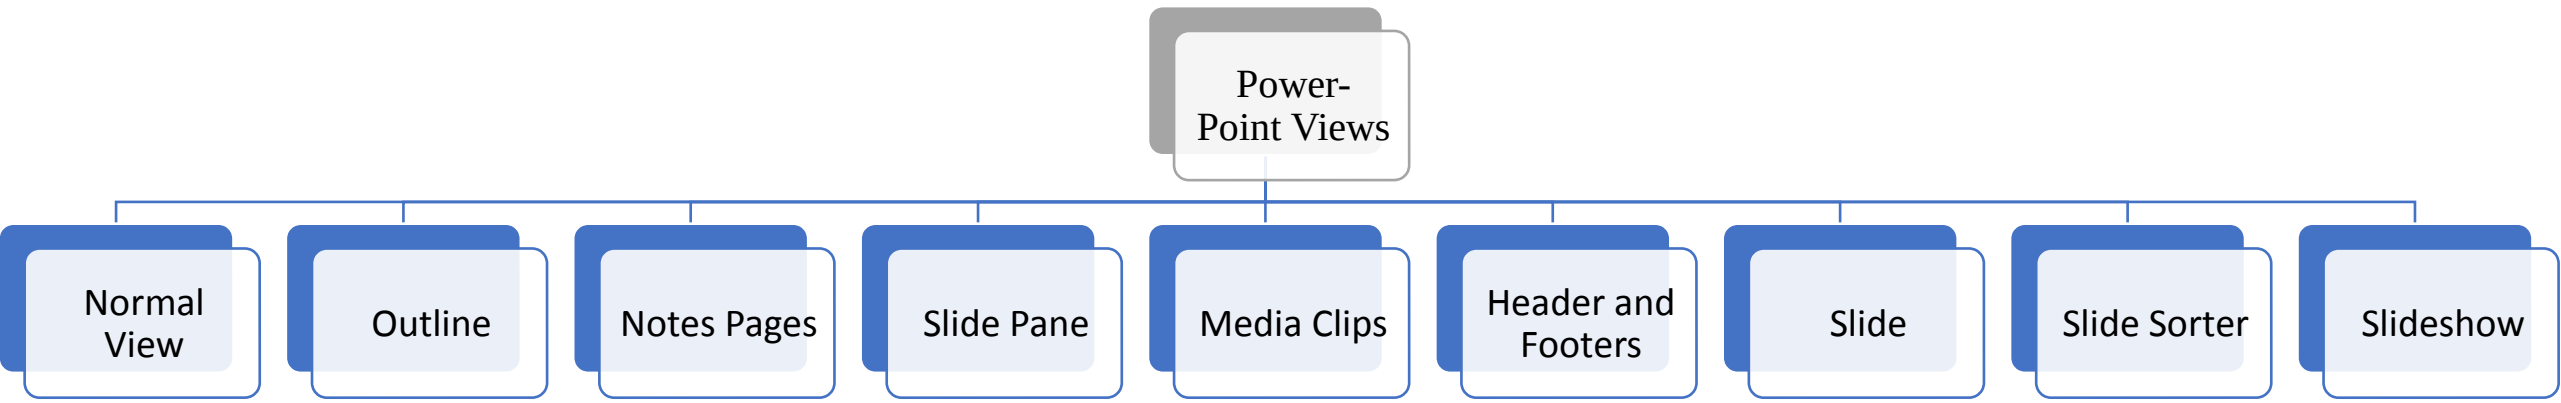 Power-
Point Views
Normal
View
Outline
Notes Pages
Slide Pane
Media Clips
Header and
Footers
Slide
Slide Sorter
Slideshow